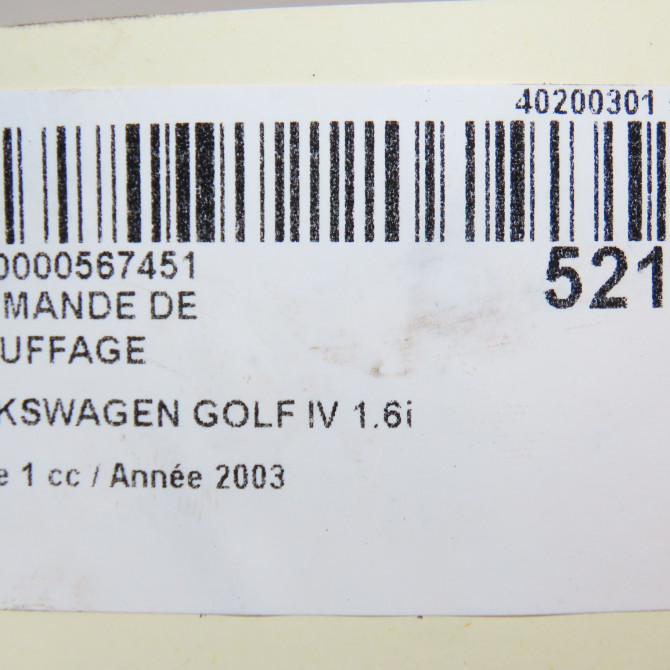 40200301
0000567451
521
MANDE DE
UFFAGE
KSWAGEN GOLF IV 1.6i
e 1 cc / Année 2003